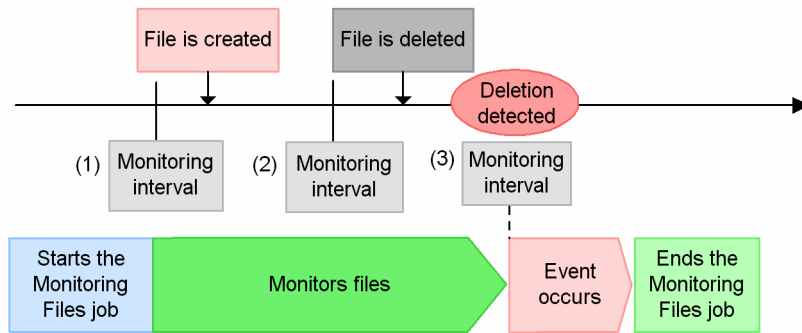 File is created
File is deleted
Deletion
detected
(1)
Monitoring
interval
(2)
Monitoring
interval
(3)
Monitoring
interval
Starts the
Monitoring
Files job
Monitors files
Event
occurs
Ends the
Monitoring
Files job